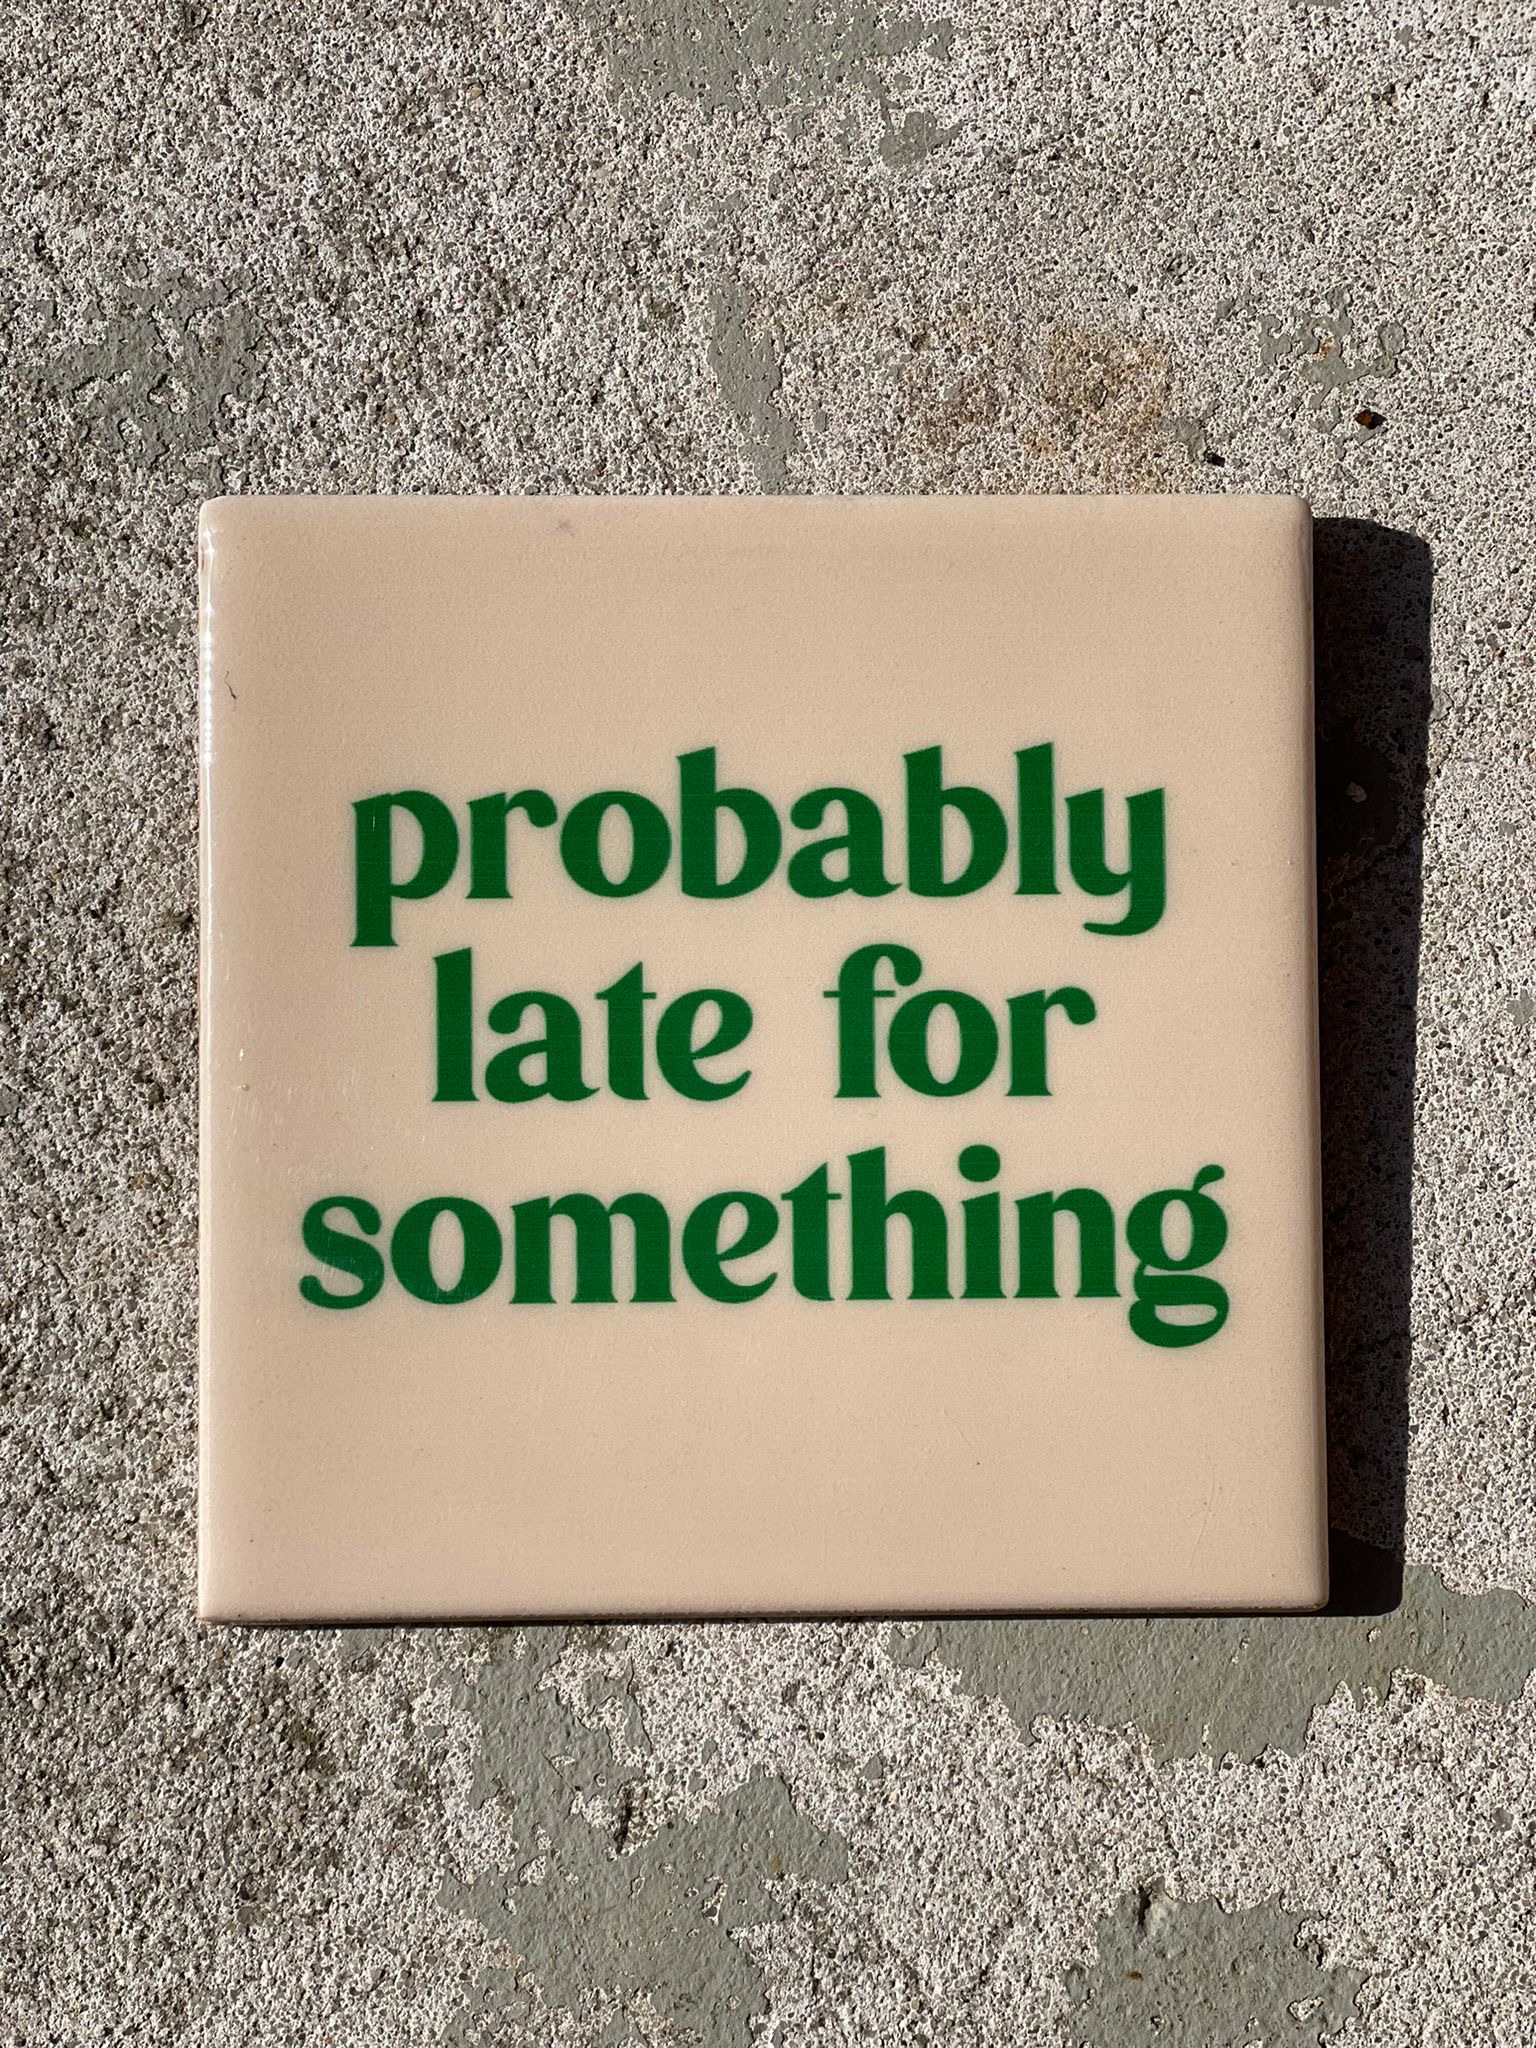 probably
late for
something